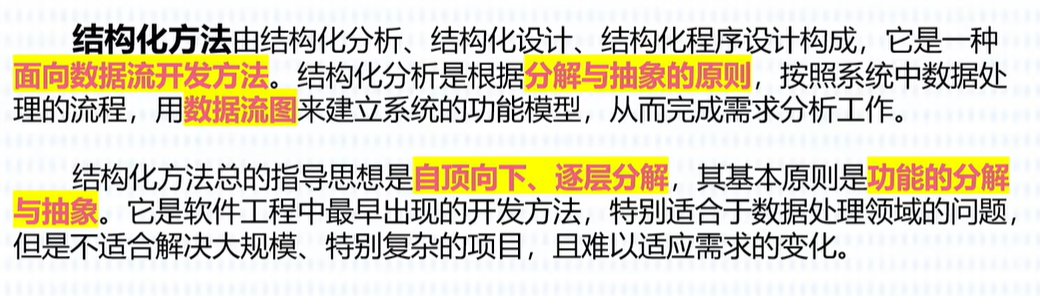 结构化方法由结构化分析、结构化设计、结构化程序设计构成，它是一种
面向数据流开发方法。结构化分析是根据分解与抽象的原则，按照系统中数据处
理的流程，用数据流图来建立系统的功能模型，从而完成需求分析工作。
结构化方法总的指导思想是自顶向下、逐层分解，其基本原则是功能的分解
与抽象。它是软件工程中最早出现的开发方法，特别适合于数据处理领域的问题，
但是不适合解决大规模、特别复杂的项目，且难以适应需求的变化。